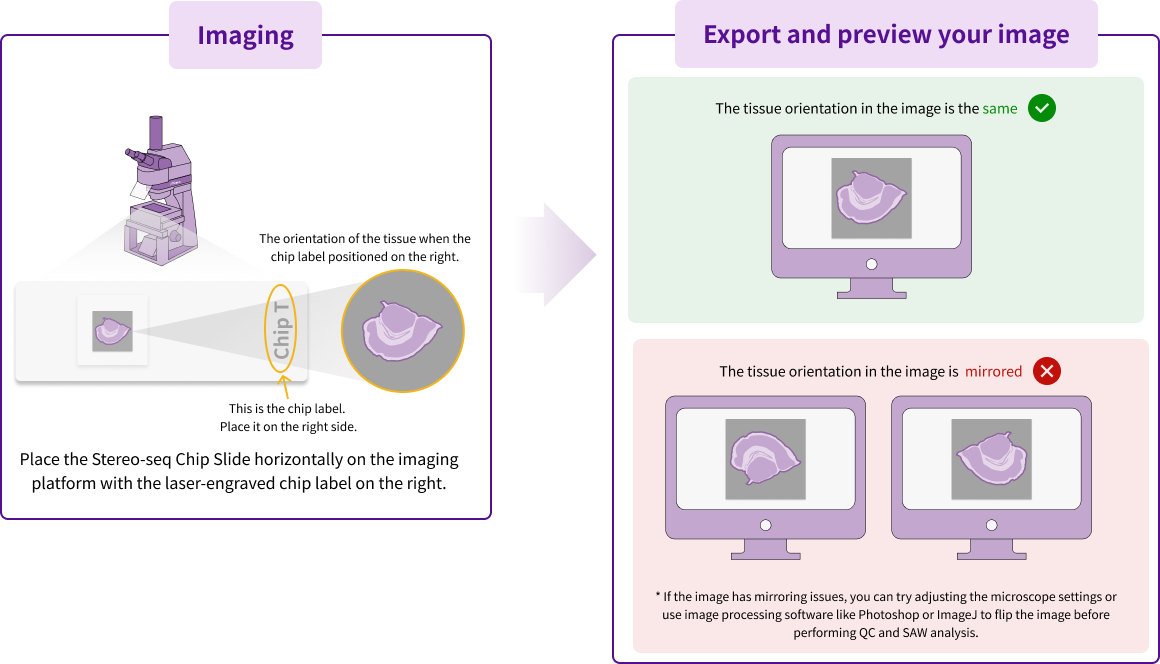 Imaging
The orientation of the tissue when the
chip label positioned on the right.
Chip T
This is the chip label.
Place it on the right side.
Place the Stereo-seq Chip Slide horizontally on the imaging
platform with the laser-engraved chip label on the right.
Export and preview your image
The tissue orientation in the image is the same
The tissue orientation in the image is mirrored
* If the image has mirroring issues, you can try adjusting the microscope settings or
use image processing software like Photoshop or ImageJ to flip the image before
performing QC and SAW analysis.